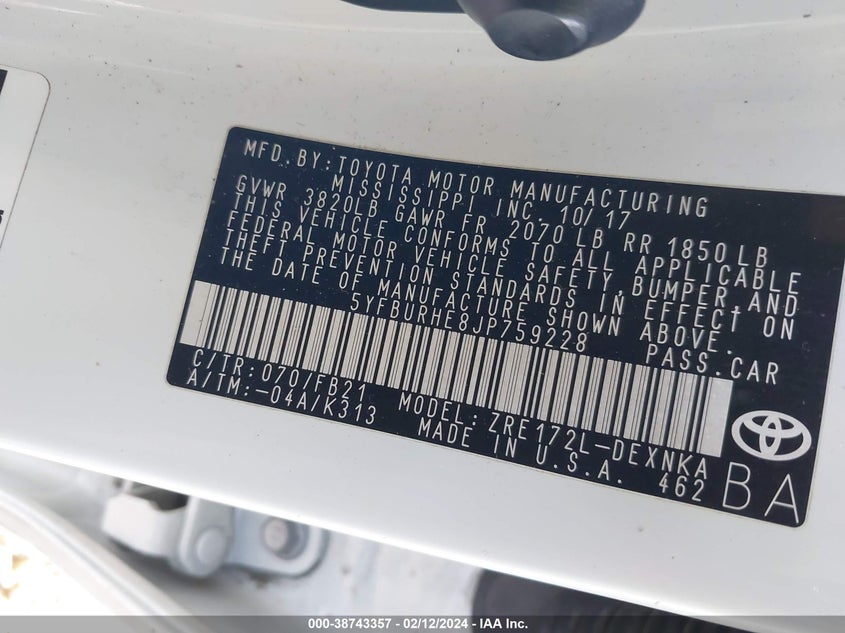 MFD.BY:TOYOTA MOTOR MANUFACTURING
MISSISSIPPI INC. 10/17
GVWR 3820LB GAWR FR 2070LB RR 1850LB
THIS VEHICLE CONFORMS TO ALL APPLICABLE
FEDERAL MOTOR VEHICLE SAFETY,BUMPER,AND
THEFT PREVENTION STANDARDS IN EFFECT ON
THE DATE OF MANUFACTURE SHOWN ABOVE.
5YFBURHE8JP759228 PASS.CAR
C/TR:070/FB21 MODEL:ZRE172L-DEXNKA
A/TM:-04A/K313 MADE IN U.S.A. 462
BA
TOYOTA
000-38743357 - 02/12/2024 - IAA Inc.